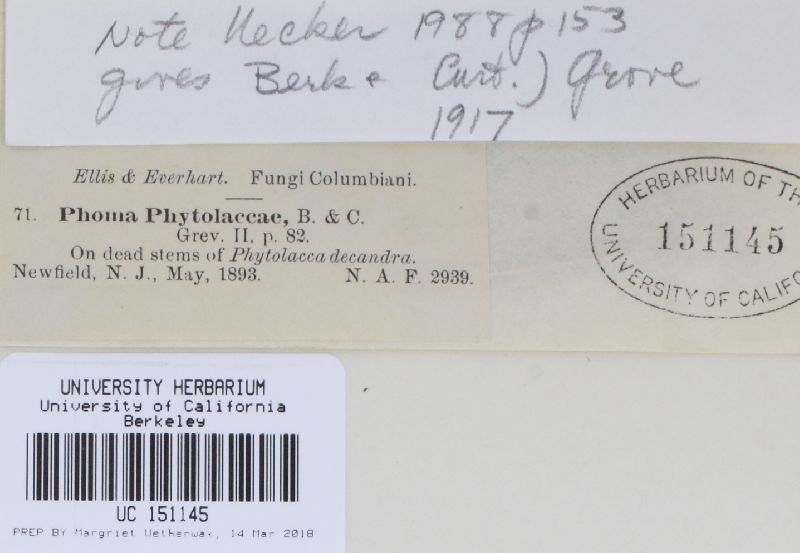 Note Uecker 1988 p 153
gives Berk & Curt.) Grove
1917
Ellis & Everhart. Fungi Columbiani.
71. Phoma Phytolaccae, B. & C.
Grev. II, p. 82.
On dead stems of Phytolacca decandra.
Newfield, N. J., May, 1893. N. A. F. 2939.
HERBARIUM OF TH
151145
UNIVERSITY OF CALIFO
UNIVERSITY HERBARIUM
University of California
Berkeley
UC 151145
PREP BY Margriet Wetherwax, 14 Mar 2018